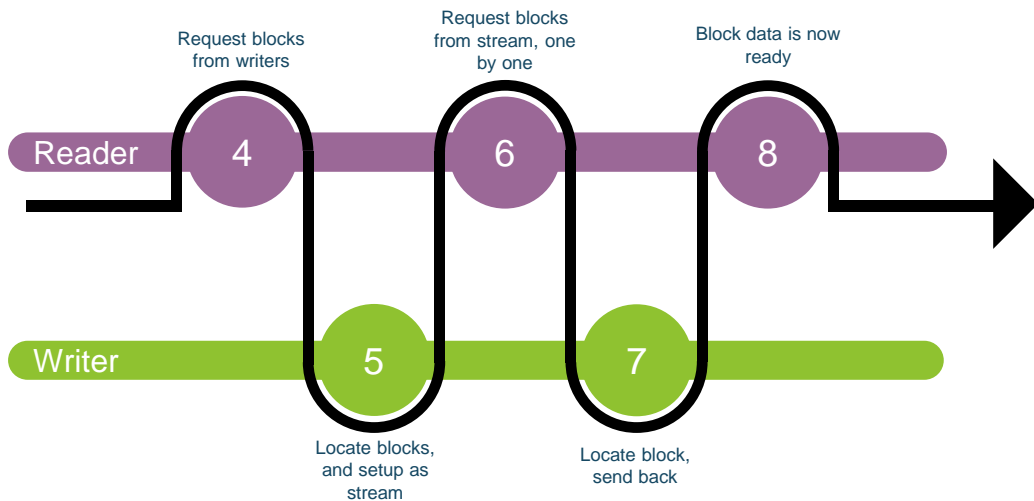 Request blocks
from writers
Request blocks
from stream, one
by one
Block data is now
ready
Reader
4
6
8
Writer
5
7
Locate blocks,
and setup as
stream
Locate block,
send back